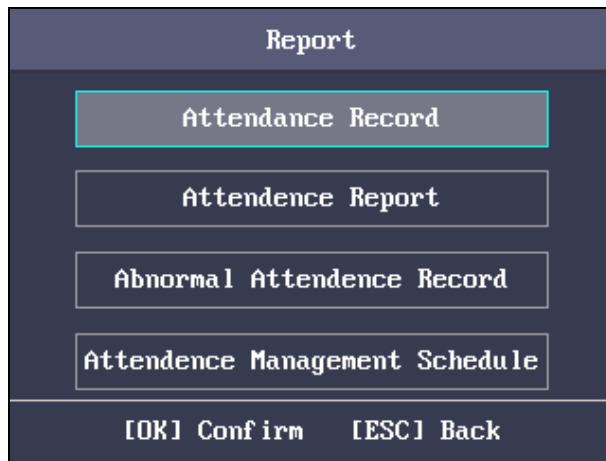 Report
Attendance Record
Attendence Report
Abnormal Attendence Record
Attendence Management Schedule
[OK] Confirm [ESC] Back